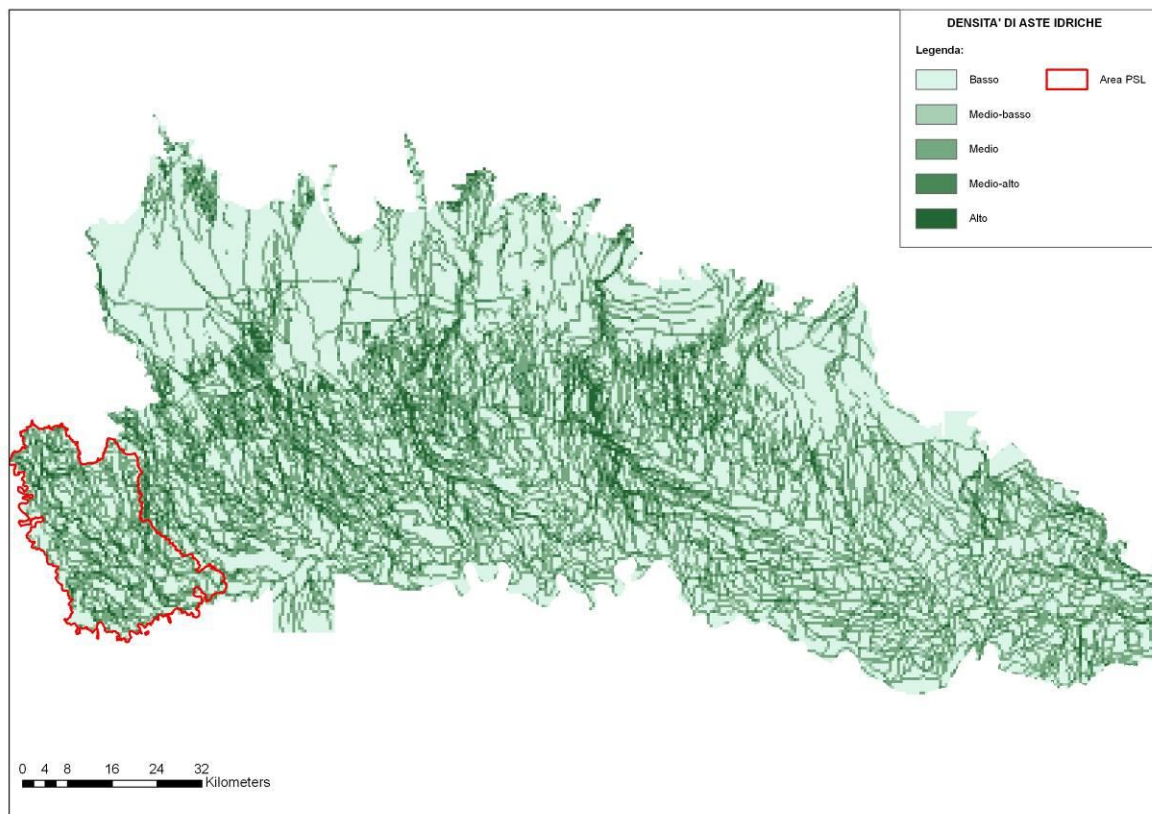 DENSITA' DI ASTE IDRICHE
Legenda:
Basso
Area PSL
Medio-basso
Medio
Medio-alto
Alto
0 4 8 16 24 32
Kilometers